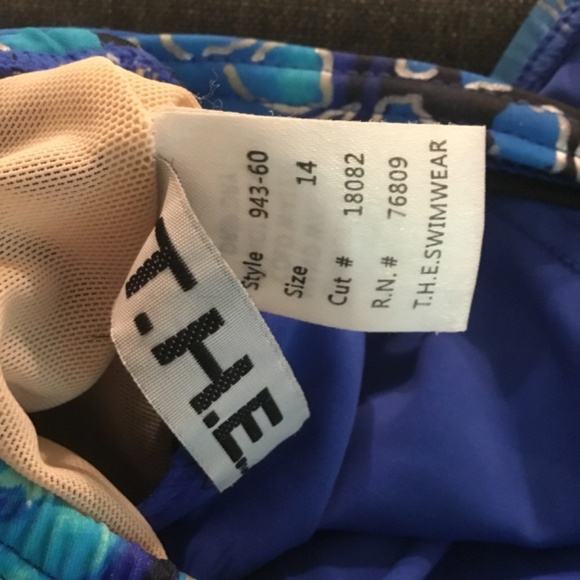 Style 943-60
Size 14
Cut # 18082
R.N.# 76809
T.H.E.SWIMWEAR
T.H.E.